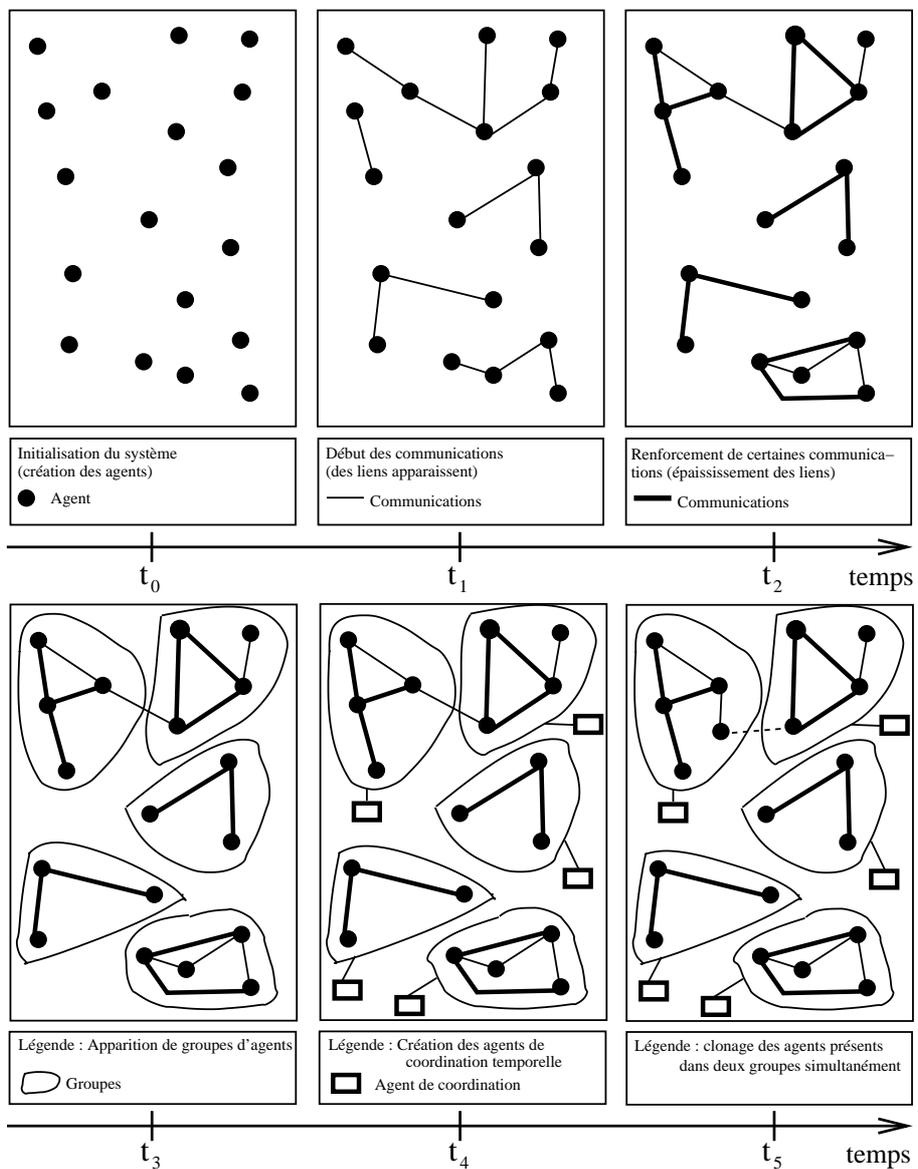 Initialisation du système
(création des agents)
Agent
Début des communications
(des liens apparaissent)
Communications
Renforcement de certaines communica–
tions (épaississement des liens)
Communications
t0
t1
t2
temps
Légende : Apparition de groupes d'agents
Groupes
Légende : Création des agents de
coordination temporelle
Agent de coordination
Légende : clonage des agents présents
dans deux groupes simultanément
t3
t4
t5
temps